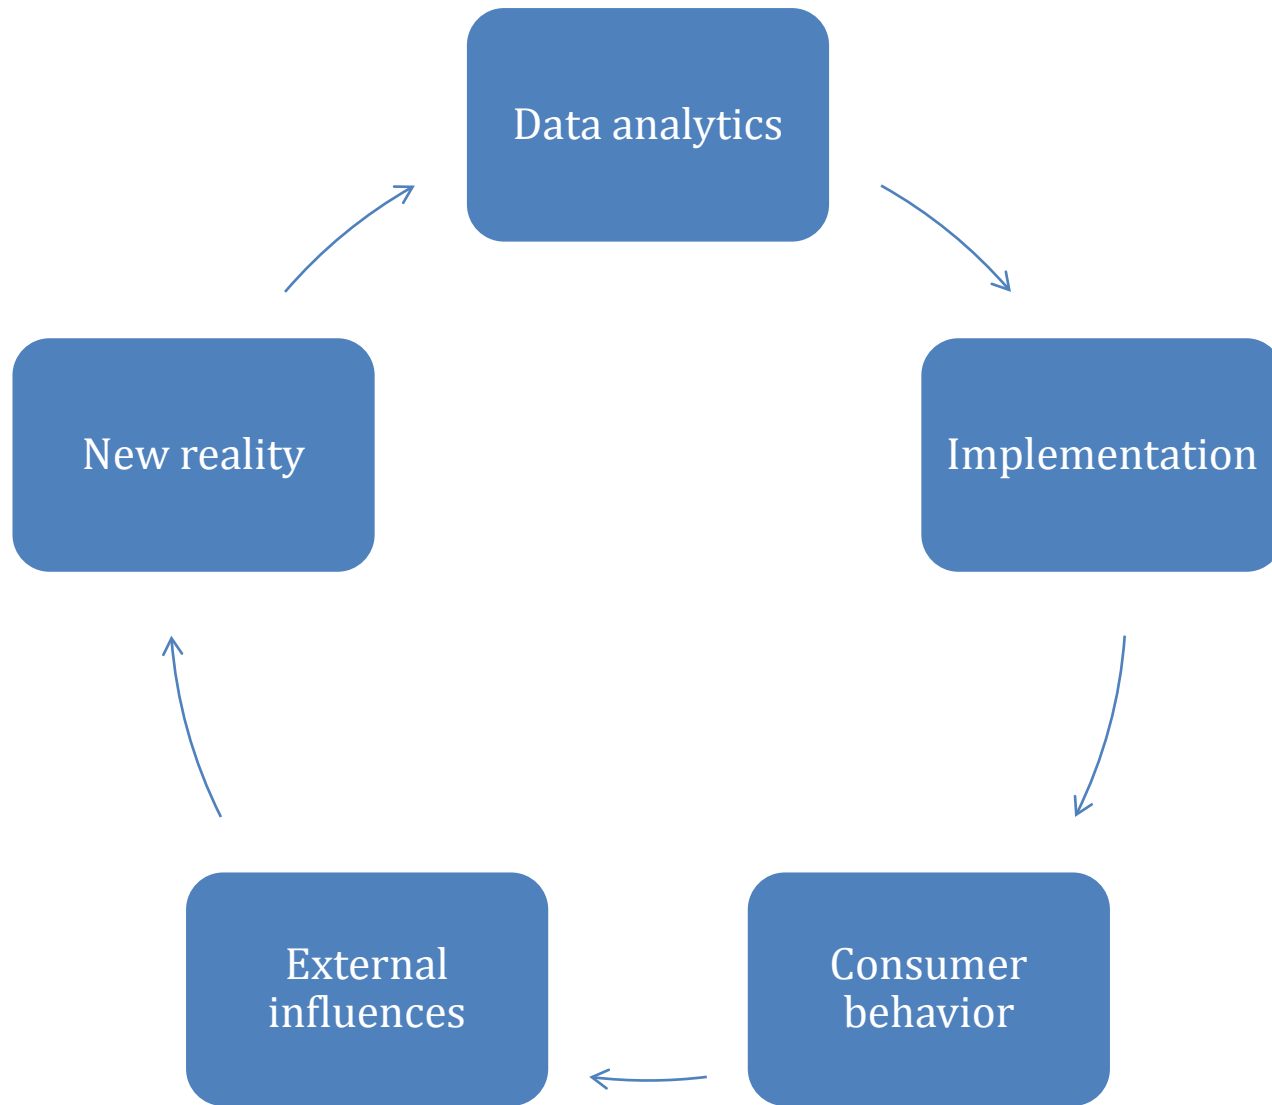 Data analytics
Implementation
Consumer
behavior
External
influences
New reality